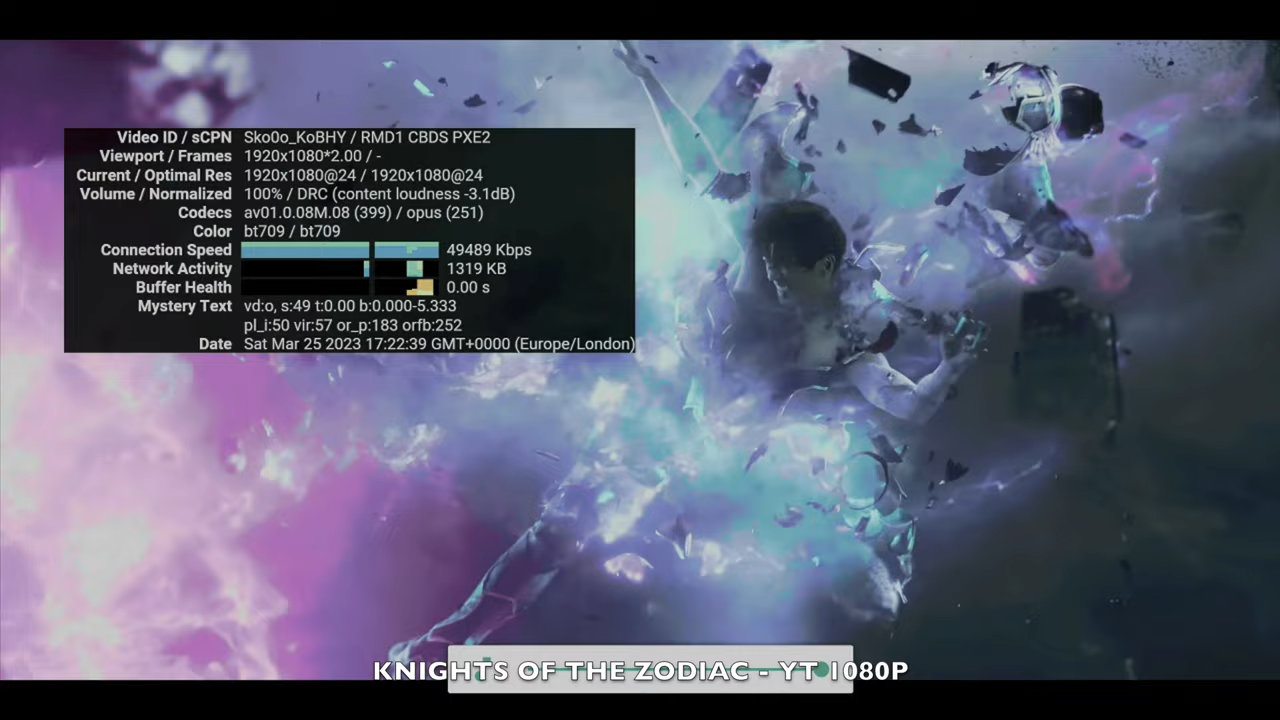 Video ID / sCPN Sko0o_KoBHY / RMD1 CBDS PXE2
Viewport / Frames 1920x1080*2.00 / -
Current / Optimal Res 1920x1080@24 / 1920x1080@24
Volume / Normalized 100% / DRC (content loudness -3.1dB)
Codecs av01.0.08M.08 (399) / opus (251)
Color bt709 / bt709
Connection Speed 49489 Kbps
Network Activity 1319 KB
Buffer Health 0.00 s
Mystery Text vd:o, s:49 t:0.00 b:0.000-5.333
pl_i:50 vir:57 or_p:183 orfb:252
Date Sat Mar 25 2023 17:22:39 GMT+0000 (Europe/London)
KNIGHTS OF THE ZODIAC - YT 1080P